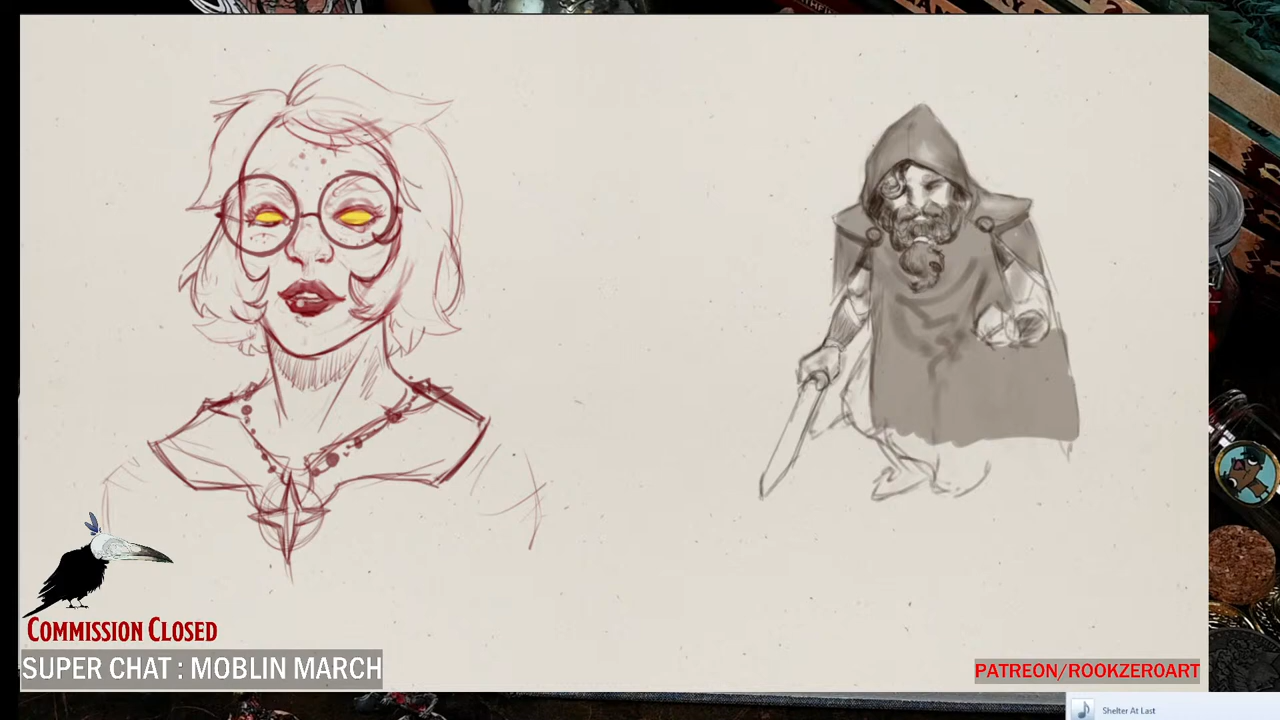 COMMISSION CLOSED
SUPER CHAT : MOBLIN MARCH
PATREON/ROOKZEROART
Shelter At Last